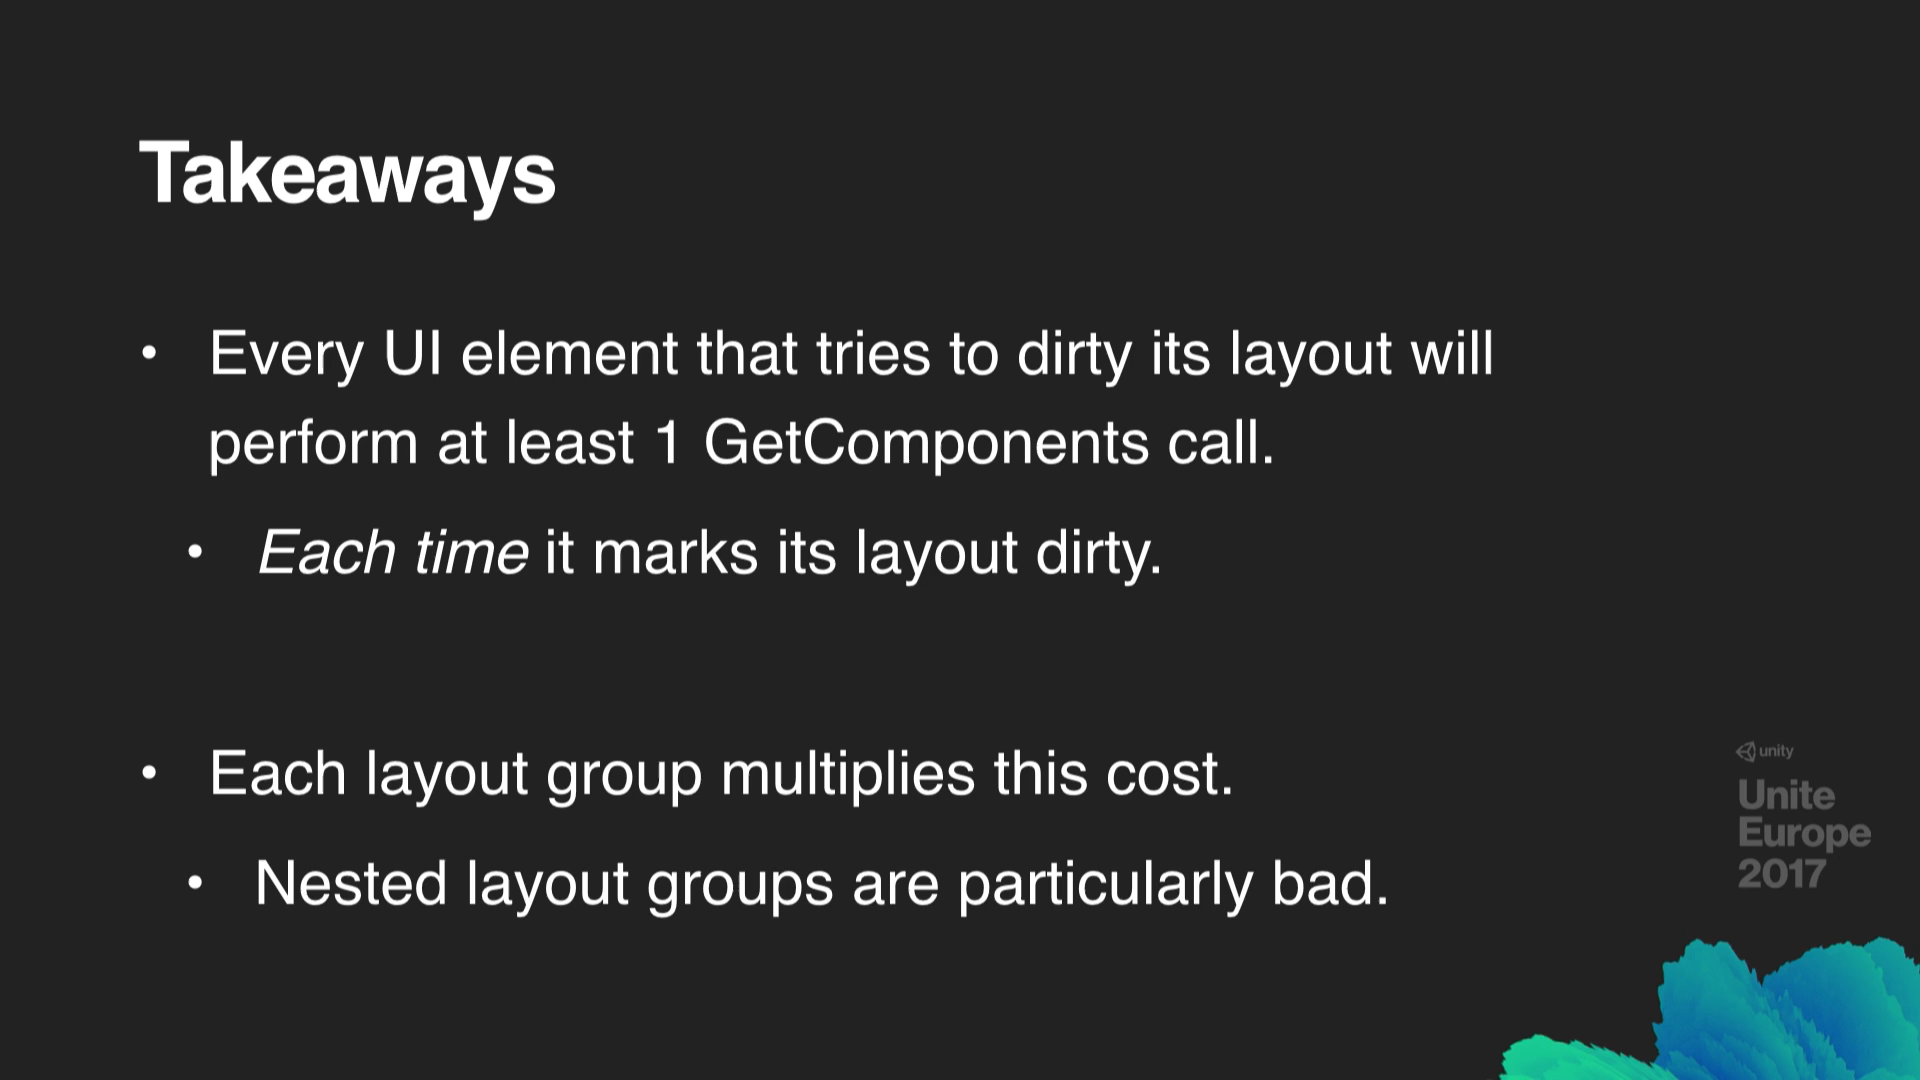 Takeaways
• Every UI element that tries to dirty its layout will
perform at least 1 GetComponents call.
• Each time it marks its layout dirty.
• Each layout group multiplies this cost.
• Nested layout groups are particularly bad.
unity
Unite
Europe
2017